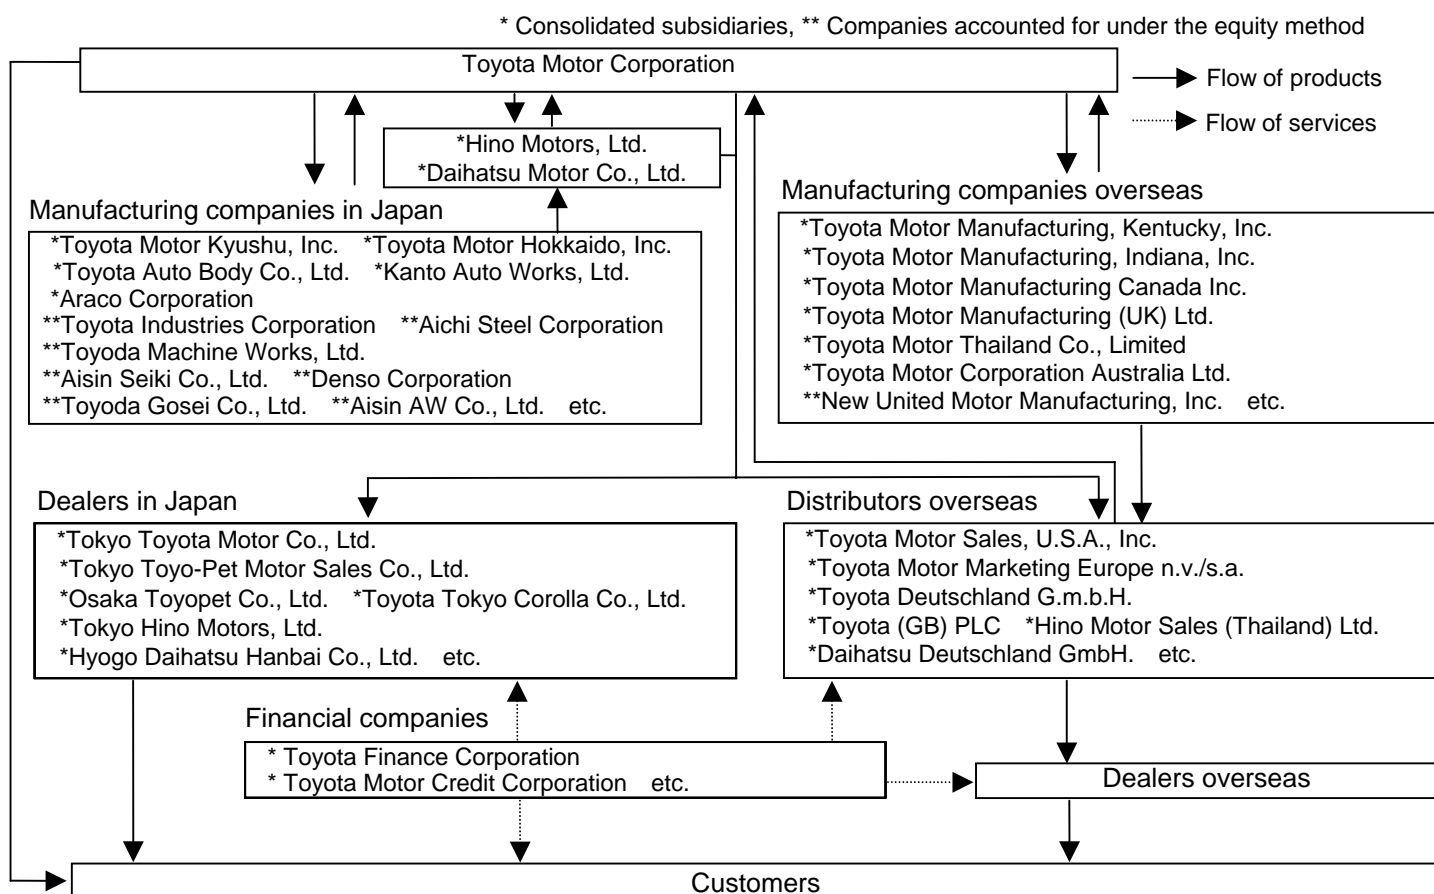 * Consolidated subsidiaries, ** Companies accounted for under the equity method
Toyota Motor Corporation
Flow of products
Flow of services
*Hino Motors, Ltd.
*Daihatsu Motor Co., Ltd.
Manufacturing companies in Japan
*Toyota Motor Kyushu, Inc. *Toyota Motor Hokkaido, Inc.
*Toyota Auto Body Co., Ltd. *Kanto Auto Works, Ltd.
*Araco Corporation
**Toyota Industries Corporation **Aichi Steel Corporation
**Toyoda Machine Works, Ltd.
**Aisin Seiki Co., Ltd. **Denso Corporation
**Toyoda Gosei Co., Ltd. **Aisin AW Co., Ltd. etc.
Manufacturing companies overseas
*Toyota Motor Manufacturing, Kentucky, Inc.
*Toyota Motor Manufacturing, Indiana, Inc.
*Toyota Motor Manufacturing Canada Inc.
*Toyota Motor Manufacturing (UK) Ltd.
*Toyota Motor Thailand Co., Limited
*Toyota Motor Corporation Australia Ltd.
**New United Motor Manufacturing, Inc. etc.
Dealers in Japan
*Tokyo Toyota Motor Co., Ltd.
*Tokyo Toyo-Pet Motor Sales Co., Ltd.
*Osaka Toyopet Co., Ltd. *Toyota Tokyo Corolla Co., Ltd.
*Tokyo Hino Motors, Ltd.
*Hyogo Daihatsu Hanbai Co., Ltd. etc.
Distributors overseas
*Toyota Motor Sales, U.S.A., Inc.
*Toyota Motor Marketing Europe n.v./s.a.
*Toyota Deutschland G.m.b.H.
*Toyota (GB) PLC *Hino Motor Sales (Thailand) Ltd.
*Daihatsu Deutschland GmbH. etc.
Financial companies
* Toyota Finance Corporation
* Toyota Motor Credit Corporation etc.
Dealers overseas
Customers